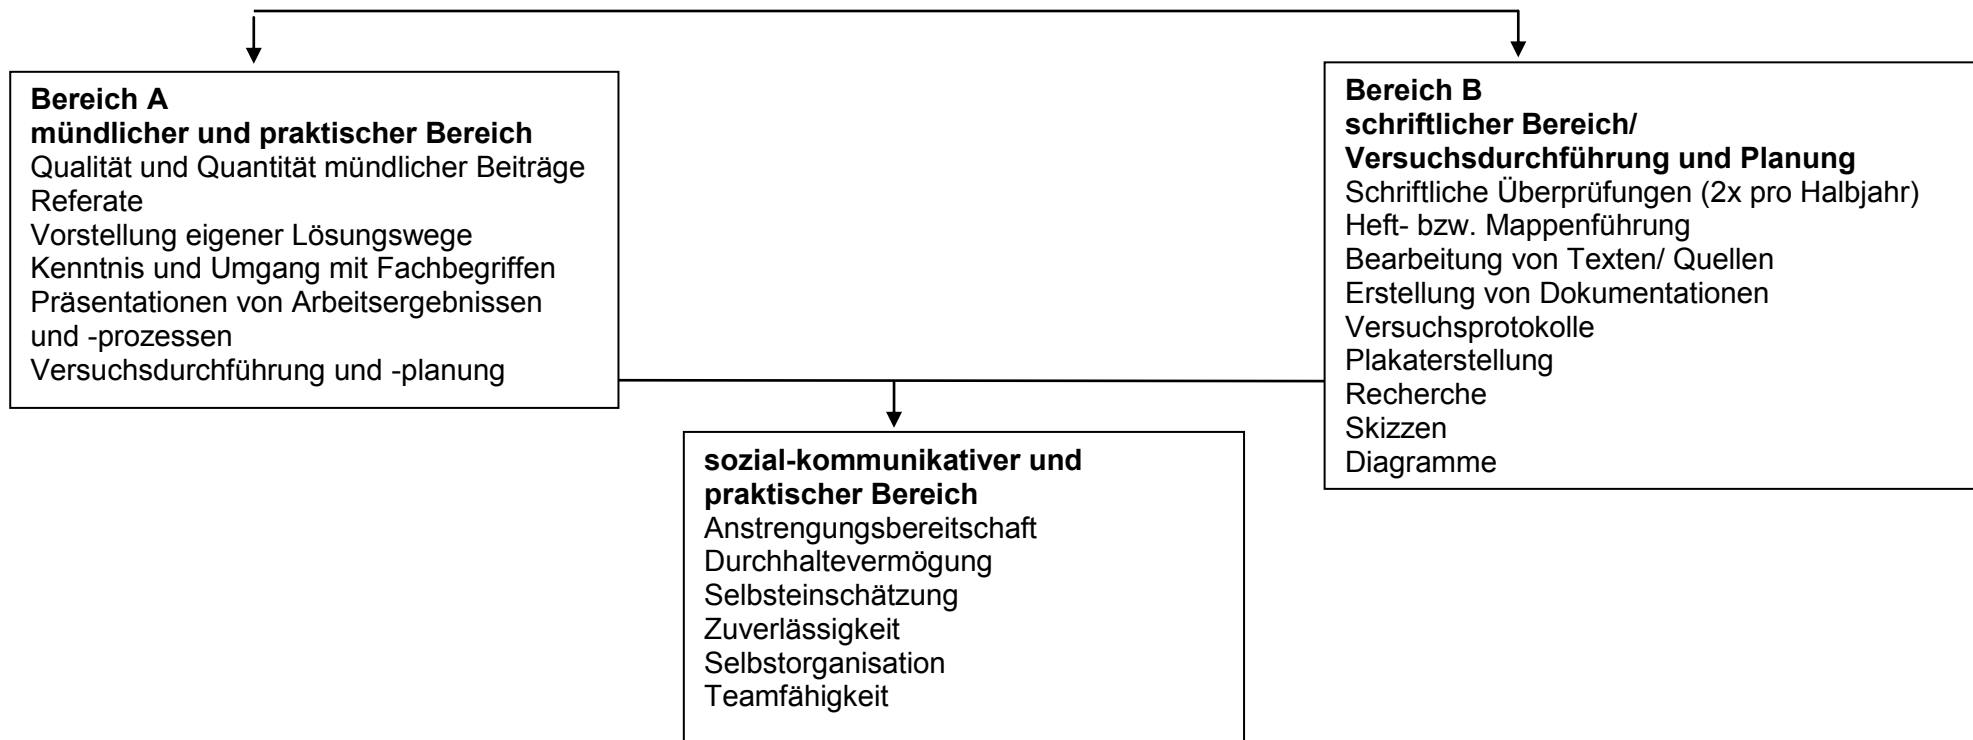 Bereich A
mündlicher und praktischer Bereich
Qualität und Quantität mündlicher Beiträge
Referate
Vorstellung eigener Lösungswege
Kenntnis und Umgang mit Fachbegriffen
Präsentationen von Arbeitsergebnissen
und -prozessen
Versuchsdurchführung und -planung
Bereich B
schriftlicher Bereich/
Versuchsdurchführung und Planung
Schriftliche Überprüfungen (2x pro Halbjahr)
Heft- bzw. Mappenführung
Bearbeitung von Texten/ Quellen
Erstellung von Dokumentationen
Versuchsprotokolle
Plakaterstellung
Recherche
Skizzen
Diagramme
sozial-kommunikativer und
praktischer Bereich
Anstrengungsbereitschaft
Durchhaltevermögung
Selbsteinschätzung
Zuverlässigkeit
Selbstorganisation
Teamfähigkeit